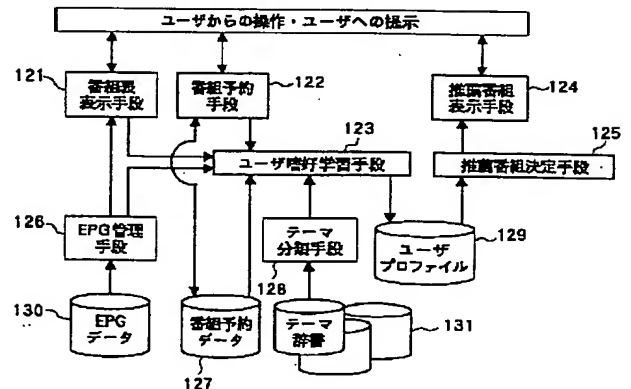 ユーザからの操作・ユーザへの提示
121
番組表
表示手段
番組予約
手段
122
推薦番組
表示手段
124
123
ユーザ嗜好学習手段
125
推薦番組決定手段
126
EPG管理
手段
テーマ
分類手段
128
ユーザ
プロファイル
129
130
EPG
データ
番組予約
データ
127
テーマ
辞書
131